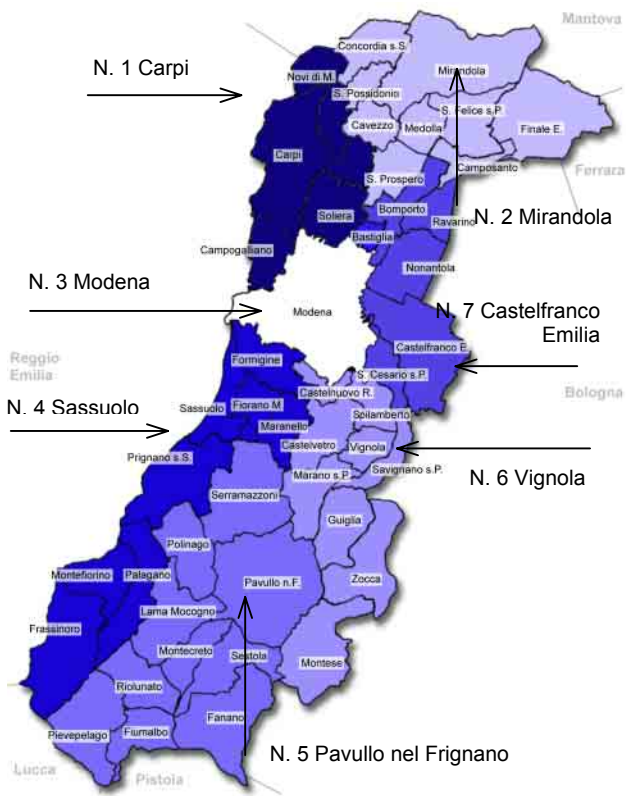 Mantova
Concordia s.S.
Mirandola
N. 1 Carpi
Novi di M.
S. Possidonio
S. Felice s.P.
Cavezzo
Medolla
Finale E.
Carpi
Camposanto
Ferrara
S. Prospero
Bomporto
Ravarino
N. 2 Mirandola
Soliera
Bastiglia
Campogalliano
Nonantola
N. 3 Modena
Modena
N. 7 Castelfranco
Emilia
Castelfranco E.
Reggio
Emilia
Formigine
S. Cesario s.P.
Bologna
Castelnuovo R.
N. 4 Sassuolo
Sassuolo
Fiorano M.
Spilamberto
Maranello
Castelvetro
Vignola
Prignano s.S.
Marano s.P.
Savignano s.P.
N. 6 Vignola
Serramazzoni
Guiglia
Polinago
Montefiorino
Palagano
Pavullo n.F.
Zocca
Lama Mocogno
Frassinoro
Montecreto
Sestola
Montese
Riolunato
Fanano
Pievepelago
Fiumalbo
N. 5 Pavullo nel Frignano
Lucca
Pistoia